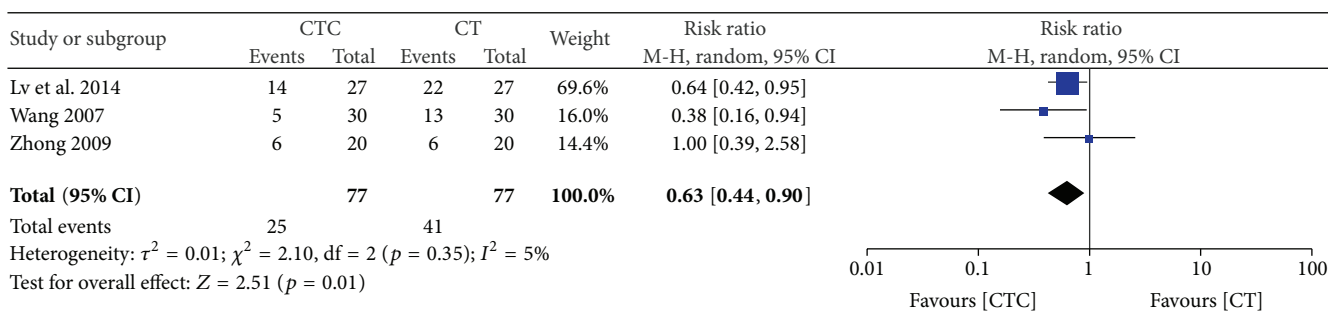 Study or subgroup CTC CT Weight Risk ratio Risk ratio
Events Total Events Total M-H, random, 95% CI M-H, random, 95% CI
Lv et al. 2014 14 27 22 27 69.6% 0.64 [0.42, 0.95]
Wang 2007 5 30 13 30 16.0% 0.38 [0.16, 0.94]
Zhong 2009 6 20 6 20 14.4% 1.00 [0.39, 2.58]
Total (95% CI) 77 77 100.0% 0.63 [0.44, 0.90]
Total events 25 41
Heterogeneity: τ² = 0.01; χ² = 2.10, df = 2 (p = 0.35); I² = 5%
Test for overall effect: Z = 2.51 (p = 0.01)
0.01 0.1 1 10 100
Favours [CTC] Favours [CT]